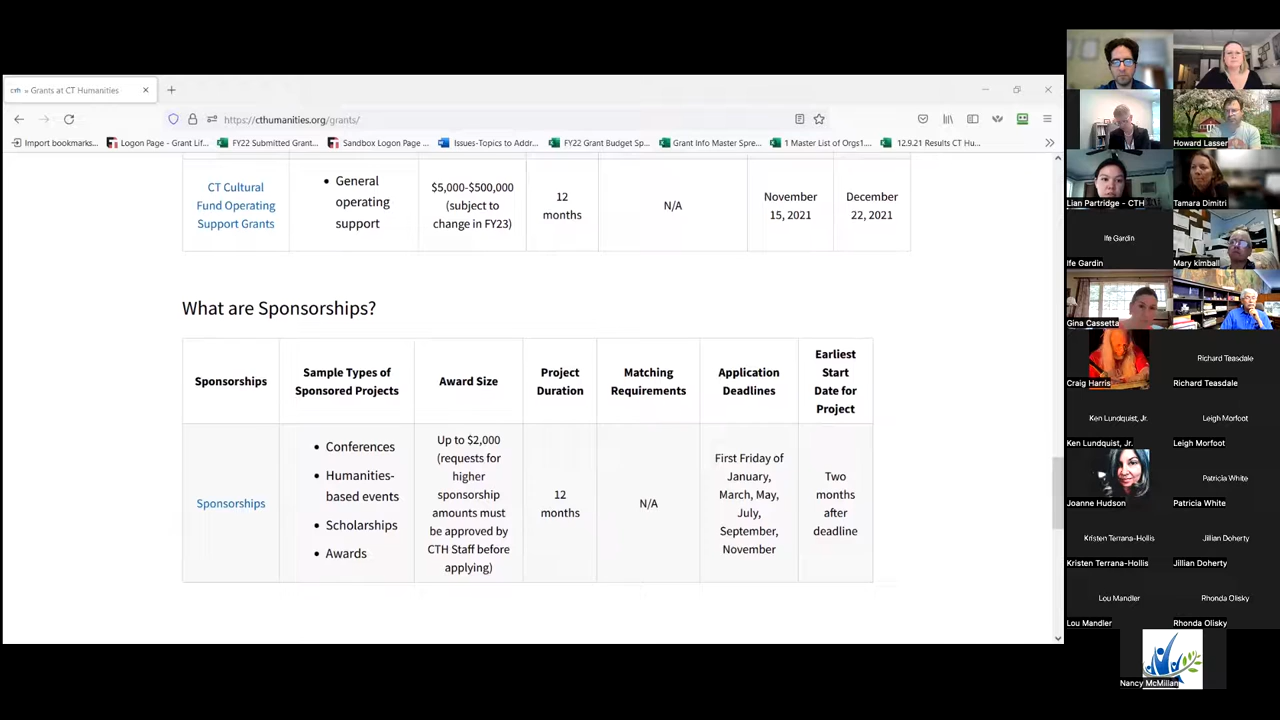 cth » Grants at CT Humanities
https://cthumanities.org/grants/
Import bookmarks... Logon Page - Grant Lif... FY22 Submitted Grant... Sandbox Logon Page ... Issues-Topics to Addr... FY22 Grant Budget Sp... Grant Info Master Spre... 1 Master List of Orgs1.... 12.9.21 Results CT Hu...
CT Cultural
Fund Operating
Support Grants
General
operating
support
$5,000-$500,000
(subject to
change in FY23)
12
months
N/A
November
15, 2021
December
22, 2021
What are Sponsorships?
Sponsorships
Sample Types of
Sponsored Projects
Award Size
Project
Duration
Matching
Requirements
Application
Deadlines
Earliest
Start
Date for
Project
Sponsorships
• Conferences
• Humanities-
based events
• Scholarships
• Awards
Up to $2,000
(requests for
higher
sponsorship
amounts must
be approved by
CTH Staff before
applying)
12
months
N/A
First Friday of
January,
March, May,
July,
September,
November
Two
months
after
deadline
Howard Lasser
Lian Partridge - CTH
Tamara Dimitri
Ife Gardin
Ife Gardin
Mary kimball
Gina Cassetta
Craig Harris
Richard Teasdale
Richard Teasdale
Ken Lundquist, Jr.
Ken Lundquist, Jr.
Leigh Morfoot
Leigh Morfoot
Joanne Hudson
Patricia White
Patricia White
Kristen Terrana-Hollis
Kristen Terrana-Hollis
Jillian Doherty
Jillian Doherty
Lou Mandler
Lou Mandler
Rhonda Olisky
Rhonda Olisky
Nancy McMillan